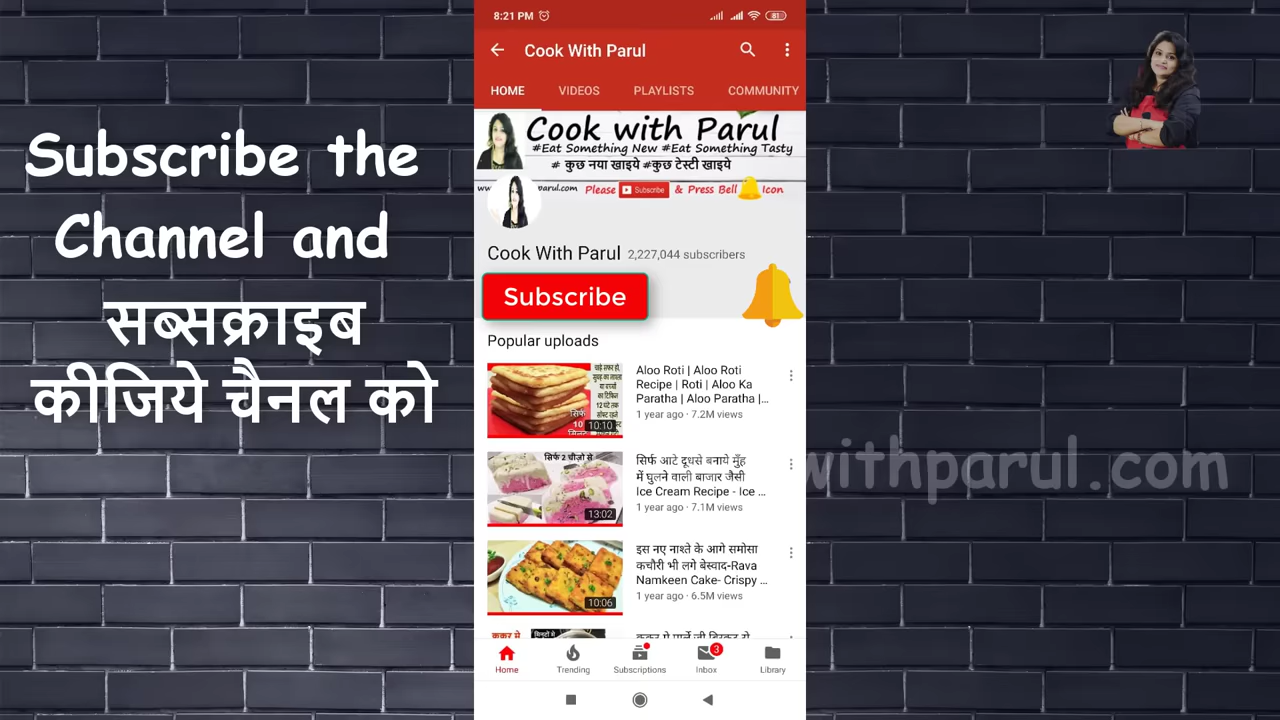 Subscribe the
Channel and
सब्सक्राइब
कीजिये चैनल को
8:21 PM
81
Cook With Parul
HOME VIDEOS PLAYLISTS COMMUNITY
Cook with Parul
#Eat Something New #Eat Something Tasty
# कुछ नया खाइये #कुछ टेस्टी खाइये
Please Subscribe & Press Bell Icon
Cook With Parul 2,227,044 subscribers
Subscribe
Popular uploads
सिर्फ
10
10:10
Aloo Roti | Aloo Roti
Recipe | Roti | Aloo Ka
Paratha | Aloo Paratha |...
1 year ago · 7.2M views
सिर्फ 2 चीज़ो से
13:02
सिर्फ आटे दूधसे बनाये मुँह
में घुलने वाली बाजार जैसी
Ice Cream Recipe - Ice ...
1 year ago · 7.1M views
10:06
इस नए नाश्ते के आगे समोसा
कचौरी भी लगे बेस्वाद-Rava
Namkeen Cake- Crispy ...
1 year ago · 6.5M views
Home Trending Subscriptions Inbox Library
3
withparul.com